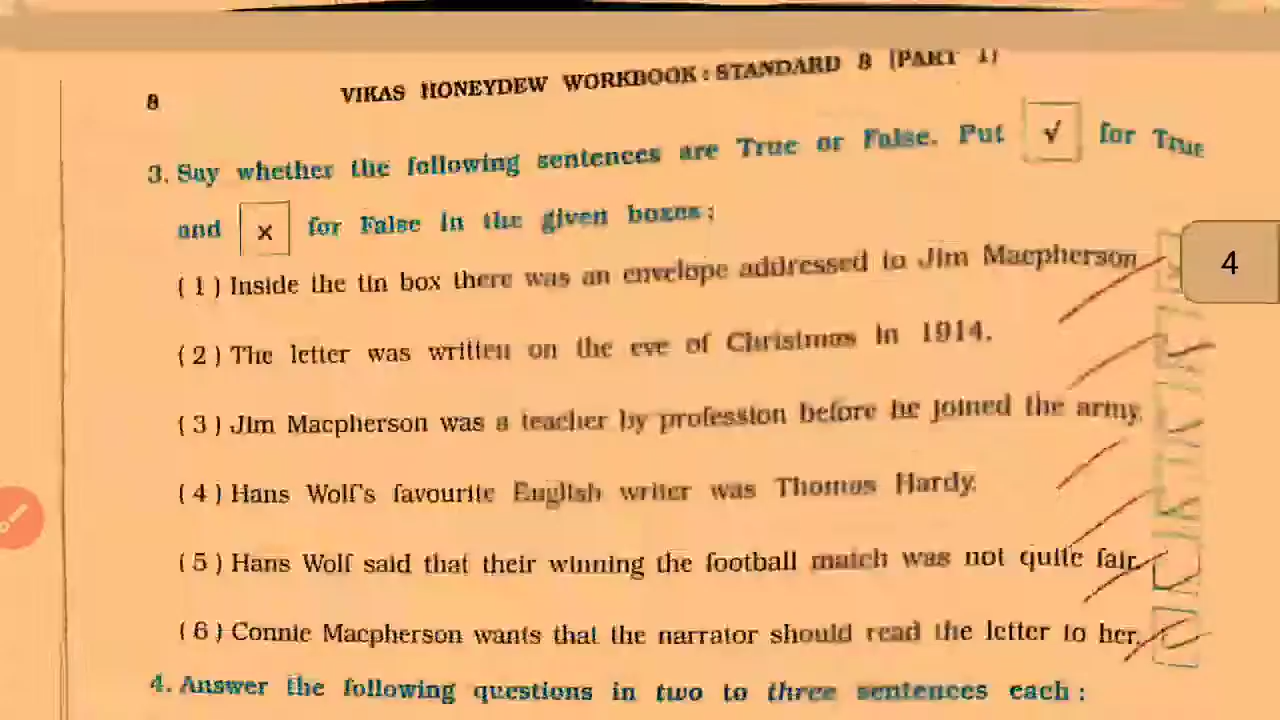 8 VIKAS HONEYDEW WORKBOOK : STANDARD 8 (PART 1)
3. Say whether the following sentences are True or False. Put √ for True
and x for False in the given boxes :
( 1 ) Inside the tin box there was an envelope addressed to Jim Macpherson
4
( 2 ) The letter was written on the eve of Christmas in 1914.
( 3 ) Jim Macpherson was a teacher by profession before he joined the army.
( 4 ) Hans Wolf's favourite English writer was Thomas Hardy.
( 5 ) Hans Wolf said that their winning the football match was not quite fair.
( 6 ) Connie Macpherson wants that the narrator should read the letter to her.
4. Answer the following questions in two to three sentences each :